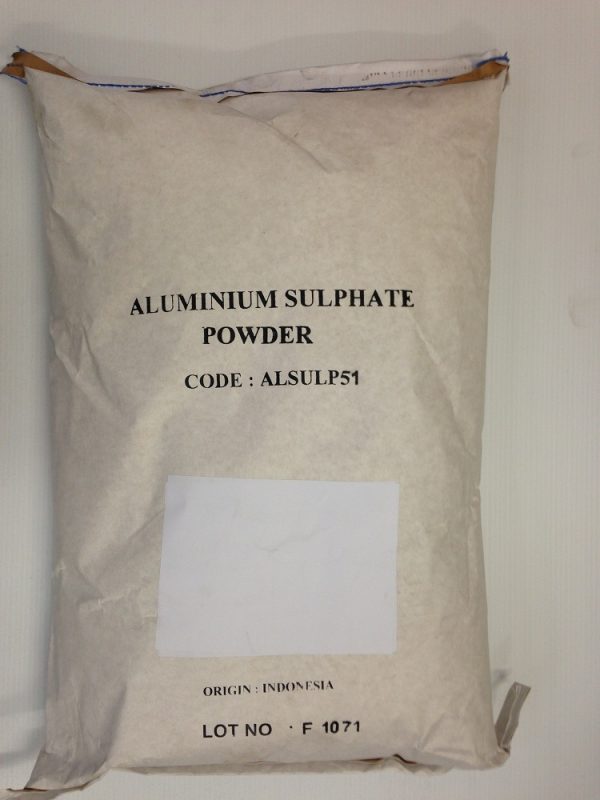 ALUMINIUM SULPHATE
POWDER
CODE : ALSULP51
ORIGIN : INDONESIA
LOT NO · F 1071